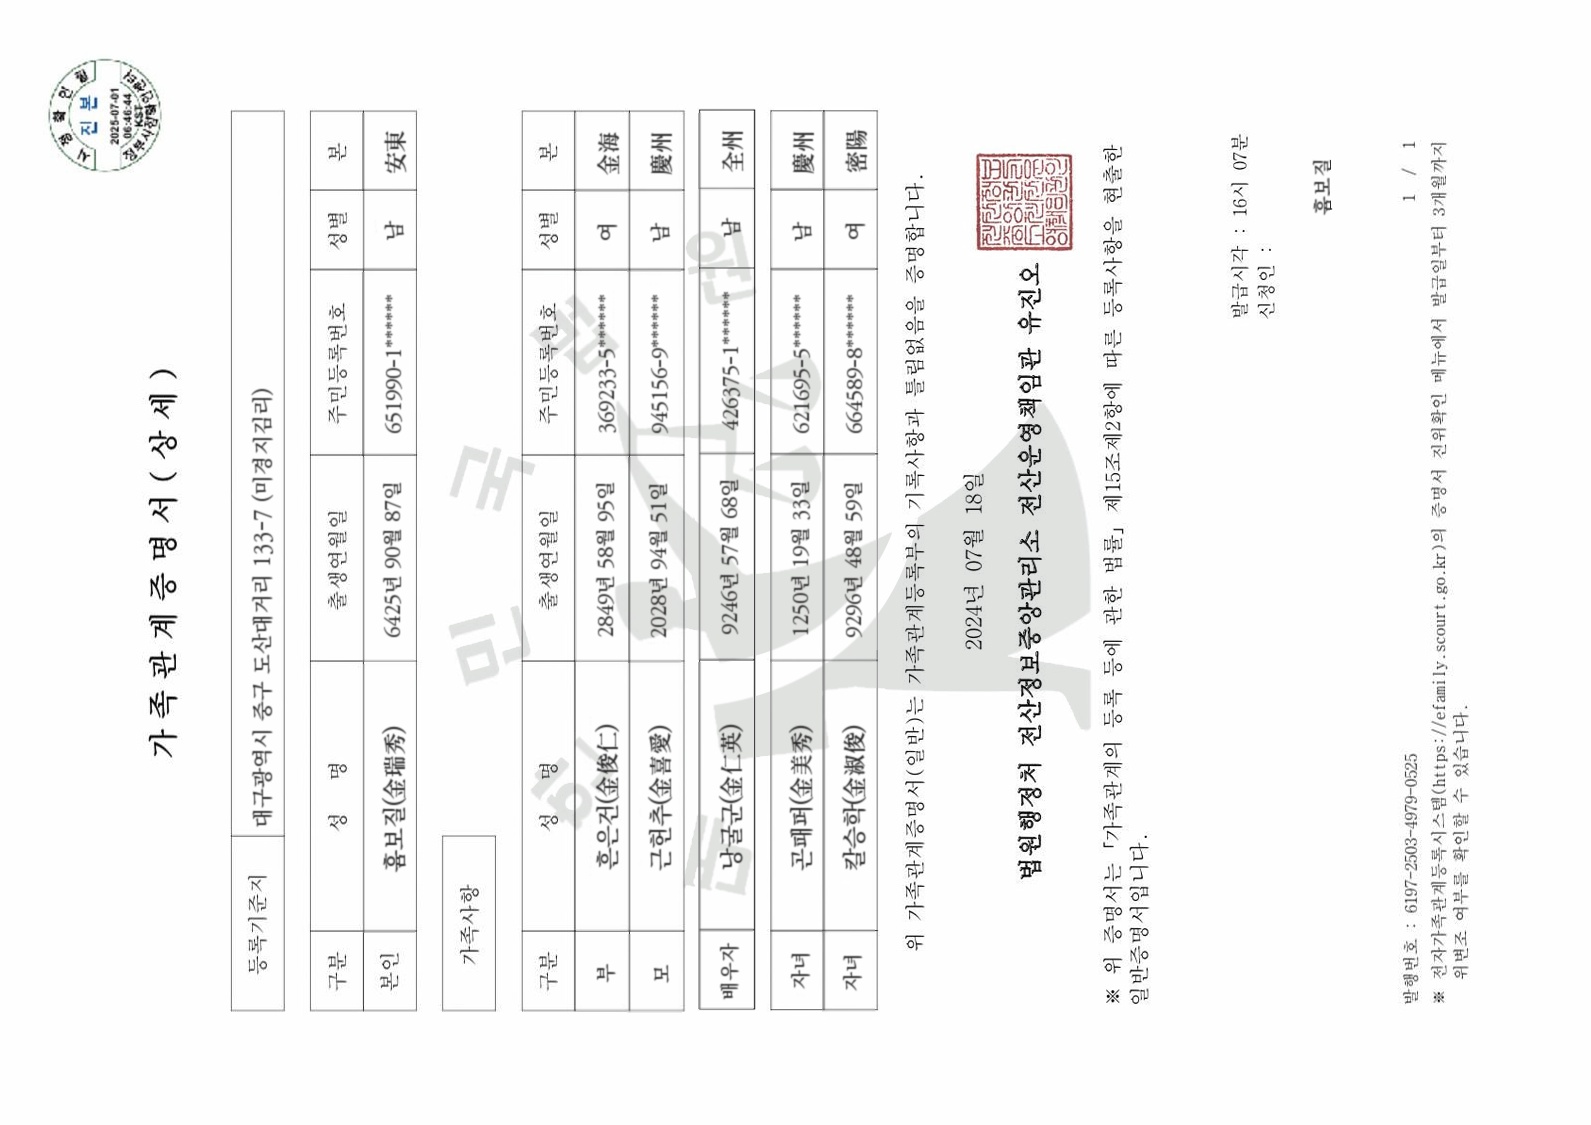 시점확인필
진본
2025-07-01
06:46:44
KST
가족관계증명서(상세)
등록기준지 대구광역시 중구 도산대거리 133-7 (미경지김리)
구분 성 명 출생연월일 주민등록번호 성별 본
본인 흠보질(金瑞秀) 6425년 90월 87일 651990-1****** 남 安東
가족사항
구분 성 명 출생연월일 주민등록번호 성별 본
부 흔은건(金俊仁) 2849년 58월 95일 369233-5****** 여 金海
모 근헌추(金喜愛) 2028년 94월 51일 945156-9****** 남 慶州
배우자 낭굴군(金仁英) 9246년 57월 68일 426375-1****** 남 全州
자녀 곤패퍼(金美秀) 1250년 19월 33일 621695-5****** 남 慶州
자녀 칼승학(金淑俊) 9296년 48월 59일 664589-8****** 여 密陽
위 가족관계증명서(일반)는 가족관계등록부의 기록사항과 틀림없음을 증명합니다.
2024년 07월 18일
법원행정처 전산정보중앙관리소 전산운영책임관 유진오
※ 위 증명서는 「가족관계의 등록 등에 관한 법률」 제15조제2항에 따른 등록사항을 현출한
일반증명서입니다.
발급시각 : 16시 07분
신청인 :
흠보질
발행번호 : 6197-2503-4979-0525 1 / 1
※ 전자가족관계등록시스템(https://efamily.scourt.go.kr)의 증명서 진위확인 메뉴에서 발급일부터 3개월까지
위변조 여부를 확인할 수 있습니다.